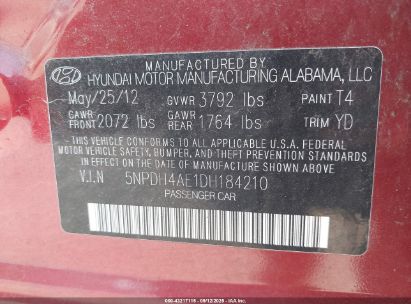 MANUFACTURED BY
HYUNDAI MOTOR MANUFACTURING ALABAMA, LLC
May/25/12 GVWR 3792 lbs PAINT T4
GAWR FRONT 2072 lbs GAWR REAR 1764 lbs TRIM YD
THIS VEHICLE CONFORMS TO ALL APPLICABLE U.S.A. FEDERAL
MOTOR VEHICLE SAFETY, BUMPER, AND THEFT PREVENTION STANDARDS IN
EFFECT ON THE DATE OF MANUFACTURE SHOWN ABOVE.
V.I.N 5NPDH4AE1DH184210
PASSENGER CAR